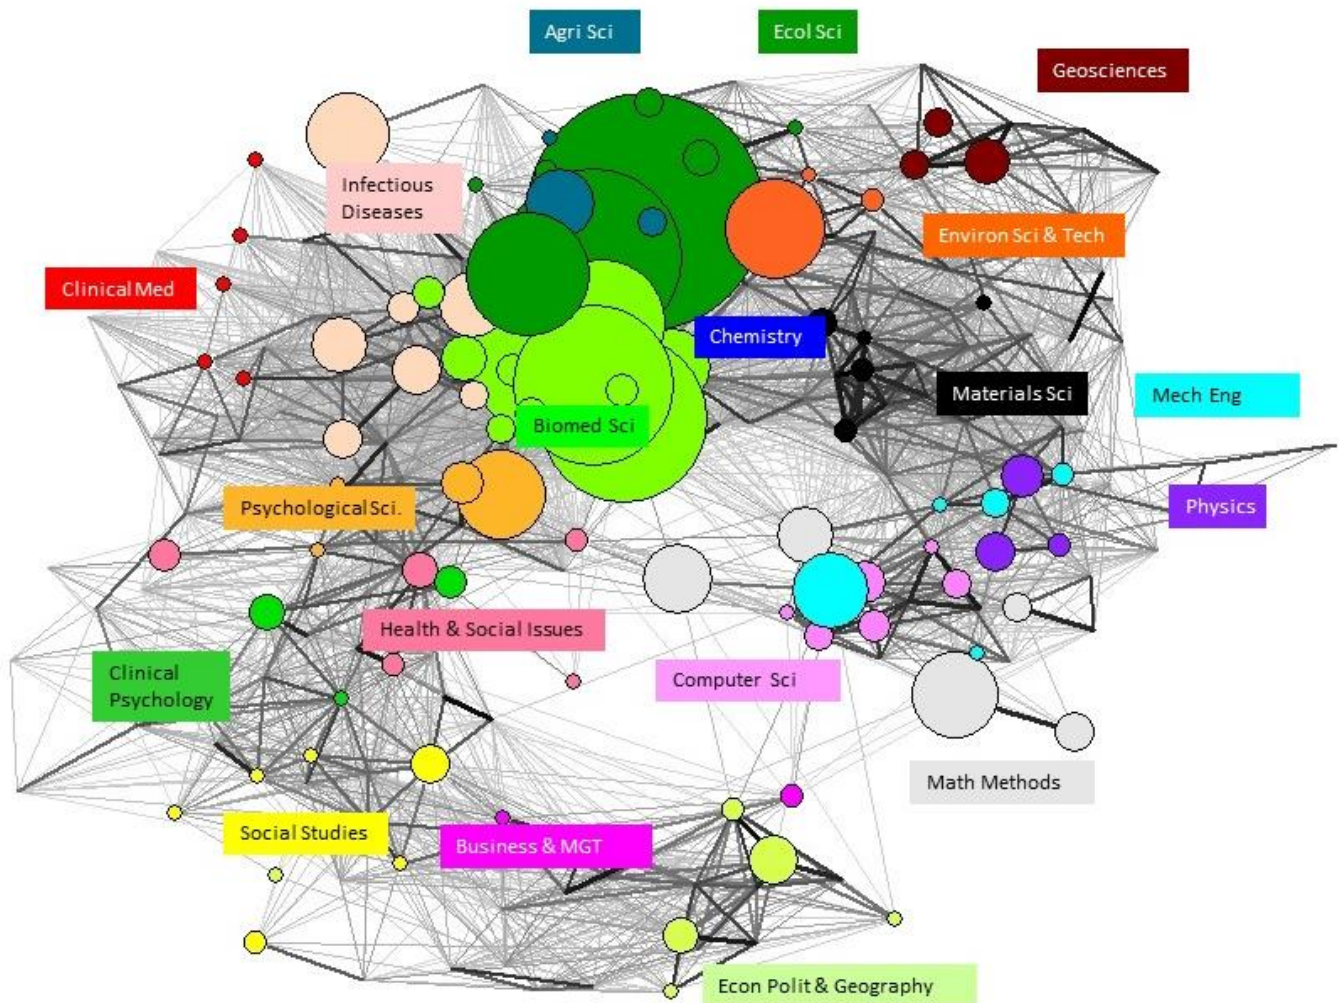 Agri Sci
Ecol Sci
Geosciences
Infectious
Diseases
Environ Sci & Tech
Clinical Med
Chemistry
Materials Sci
Mech Eng
Biomed Sci
Psychological Sci.
Physics
Health & Social Issues
Clinical
Psychology
Computer Sci
Math Methods
Social Studies
Business & MGT
Econ Polit & Geography